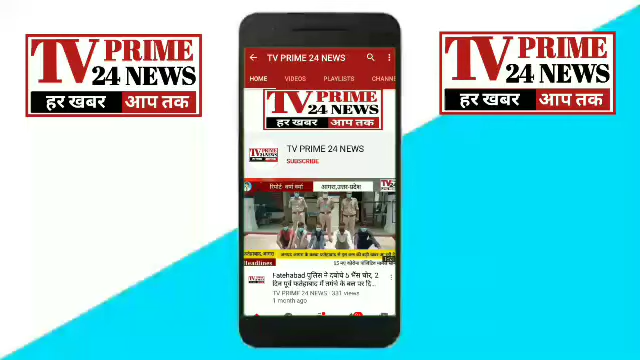 TV PRIME
24 NEWS
हर खबर आप तक
TV PRIME
24 NEWS
हर खबर आप तक
TV PRIME 24 NEWS
HOME VIDEOS PLAYLISTS CHANN
TV PRIME
24 NEWS
हर खबर आप तक
TV PRIME 24 NEWS
SUBSCRIBE
रिपोर्ट- वर्षा वर्मा आगरा,उत्तर-प्रदेश
Headlines
Fatehabad पुलिस ने दबोचे 5 भैंस चोर, 2
दिन पूर्व फतेहाबाद में तमंचे के बल पर दि...
TV PRIME 24 NEWS · 331 views
1 month ago